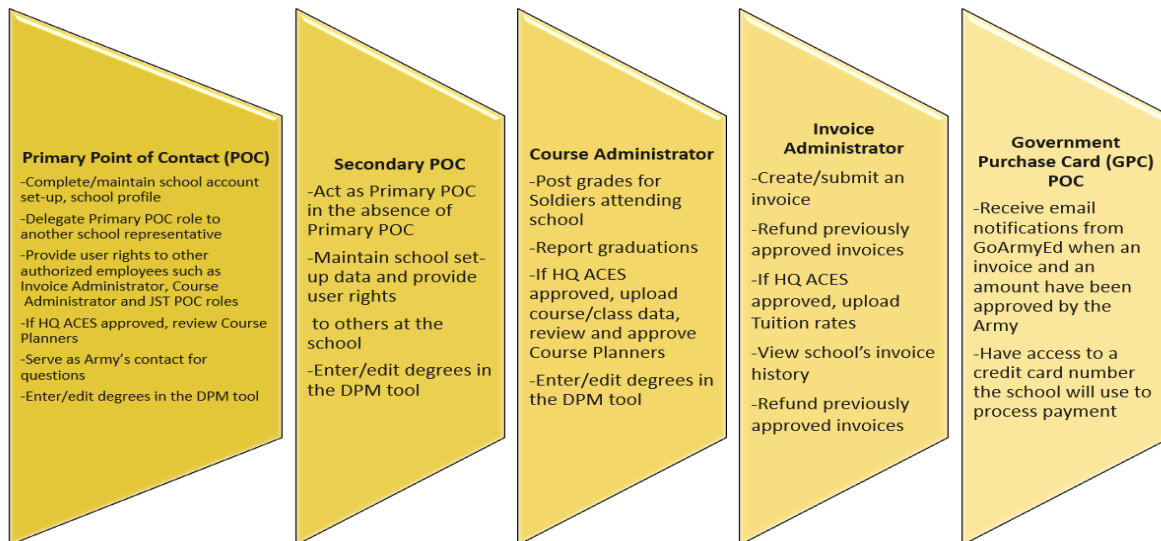 Primary Point of Contact (POC)
-Complete/maintain school account
set-up, school profile
-Delegate Primary POC role to
another school representative
-Provide user rights to other
authorized employees such as
Invoice Administrator, Course
Administrator and JST POC roles
-If HQ ACES approved, review Course
Planners
-Serve as Army's contact for
questions
-Enter/edit degrees in the DPM tool
Secondary POC
-Act as Primary POC
in the absence of
Primary POC
-Maintain school set-
up data and provide
user rights
to others at the
school
-Enter/edit degrees in
the DPM tool
Course Administrator
-Post grades for
Soldiers attending
school
-Report graduations
-If HQ ACES
approved, upload
course/class data,
review and approve
Course Planners
-Enter/edit degrees in
the DPM tool
Invoice
Administrator
-Create/submit an
invoice
-Refund previously
approved invoices
-If HQ ACES
approved, upload
Tuition rates
-View school's invoice
history
-Refund previously
approved invoices
Government
Purchase Card (GPC)
POC
-Receive email
notifications from
GoArmyEd when an
invoice and an
amount have been
approved by the
Army
-Have access to a
credit card number
the school will use to
process payment